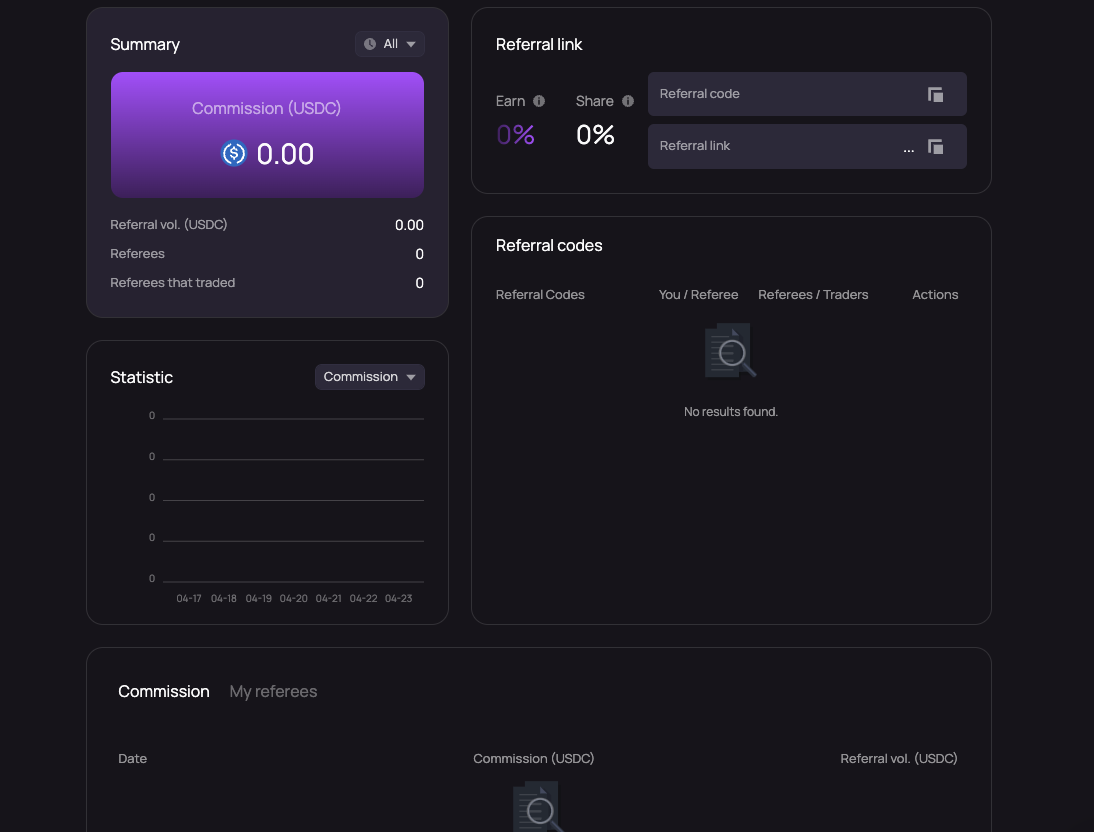 Summary
All
Commission (USDC)
0.00
Referral vol. (USDC) 0.00
Referees 0
Referees that traded 0
Referral link
Earn
0%
Share
0%
Referral code
Referral link ...
Referral codes
Referral Codes You / Referee Referees / Traders Actions
No results found.
Statistic
Commission
0
0
0
0
0
04-17 04-18 04-19 04-20 04-21 04-22 04-23
Commission My referees
Date Commission (USDC) Referral vol. (USDC)